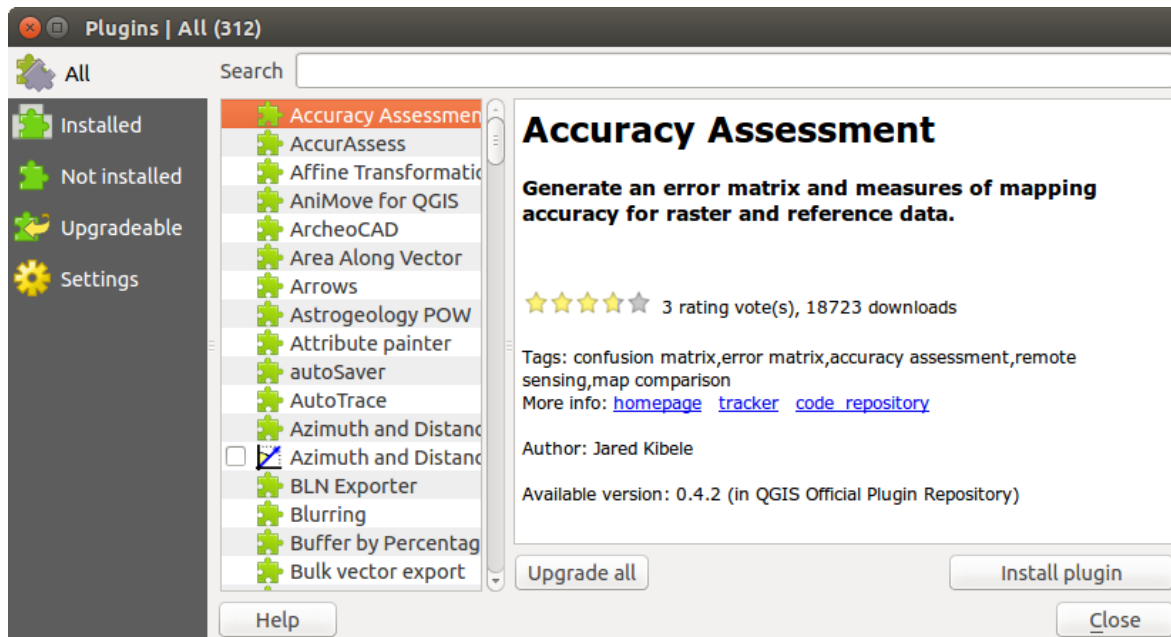 Plugins | All (312)
All
Search
Installed
Not installed
Upgradeable
Settings
Accuracy Assessmen
AccurAssess
Affine Transformatic
AniMove for QGIS
ArcheoCAD
Area Along Vector
Arrows
Astrogeology POW
Attribute painter
autoSaver
AutoTrace
Azimuth and Distanc
Azimuth and Distanc
BLN Exporter
Blurring
Buffer by Percentag
Bulk vector export
Accuracy Assessment
Generate an error matrix and measures of mapping
accuracy for raster and reference data.
3 rating vote(s), 18723 downloads
Tags: confusion matrix,error matrix,accuracy assessment,remote
sensing,map comparison
More info: homepage tracker code_repository
Author: Jared Kibele
Available version: 0.4.2 (in QGIS Official Plugin Repository)
Upgrade all
Install plugin
Help
Close